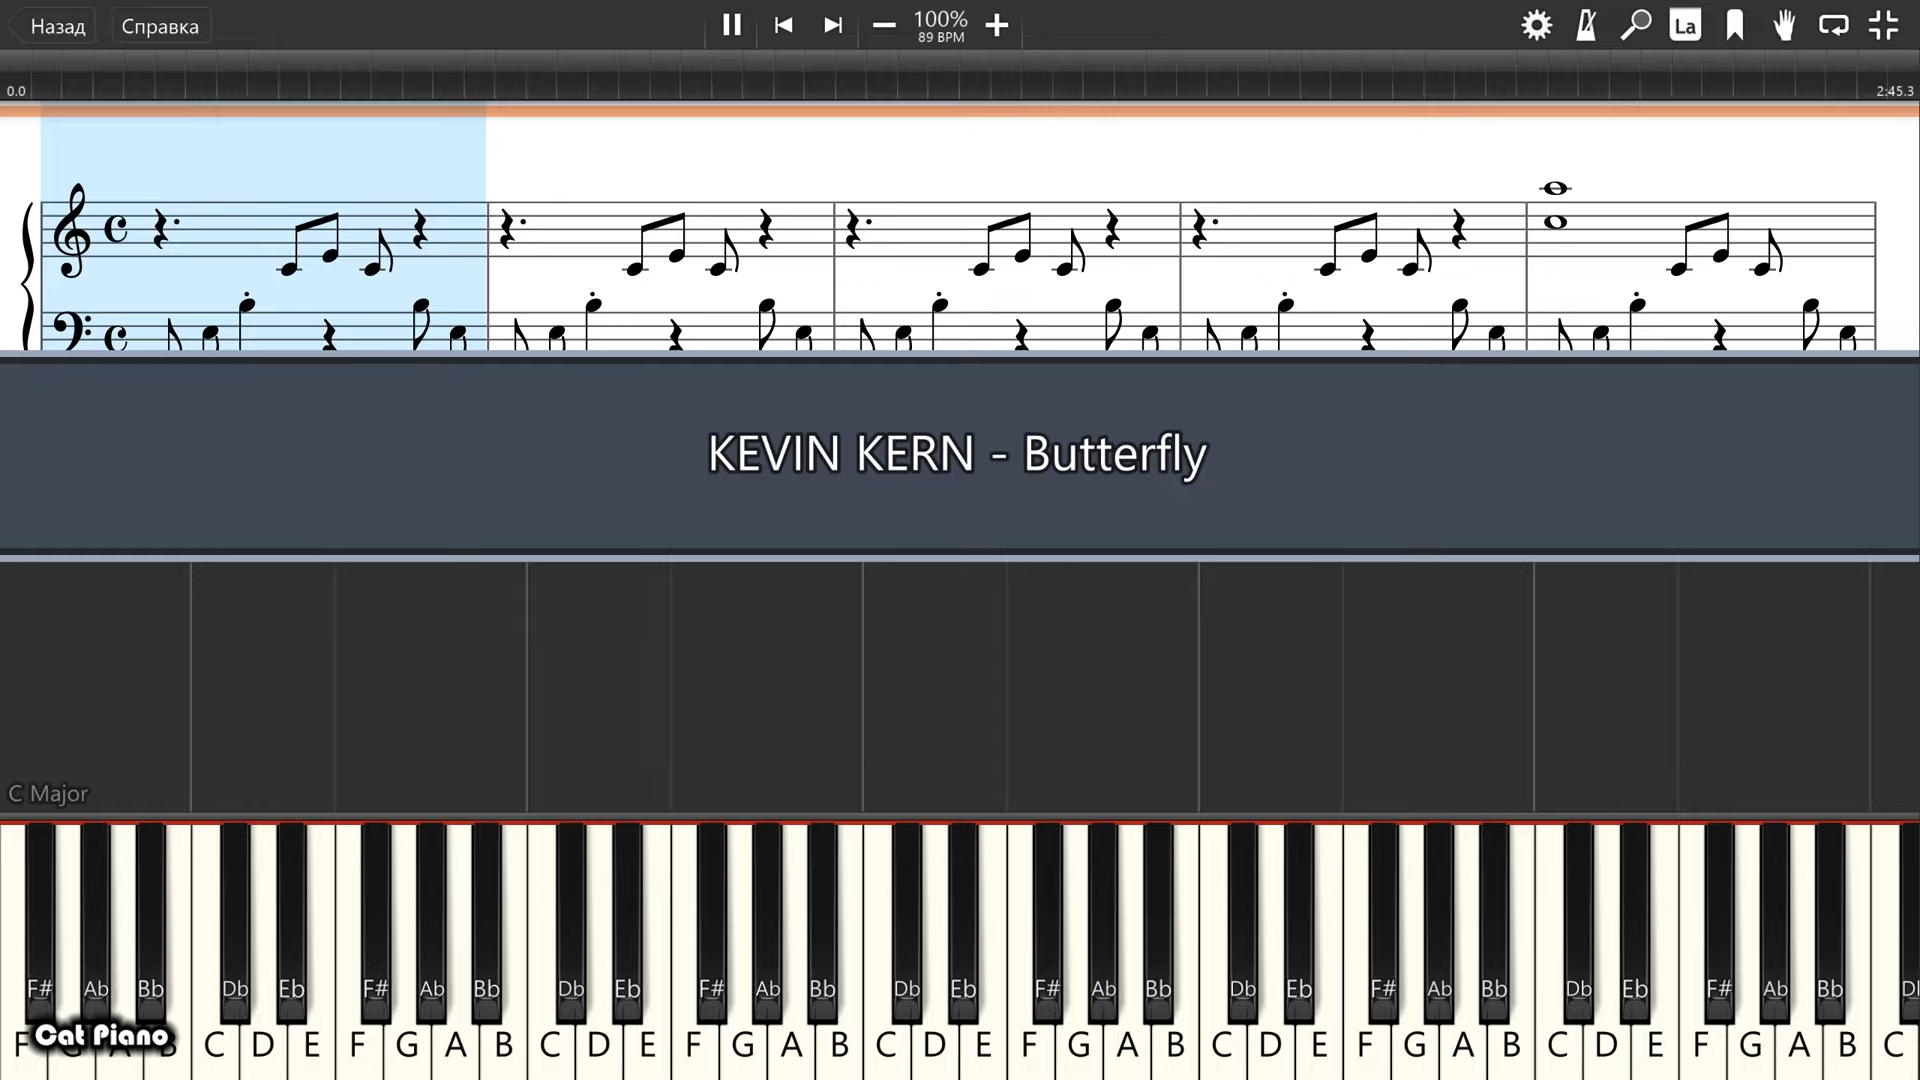 Назад Справка 100% La
89 BPM
0.0 2:45.3
KEVIN KERN - Butterfly
C Major
F# Ab Bb Db Eb F# Ab Bb Db Eb F# Ab Bb Db Eb F# Ab Bb Db Eb F# Ab Bb Db Eb F# Ab Bb
Cat Piano
F G A B C D E F G A B C D E F G A B C D E F G A B C D E F G A B C D E F G A B C